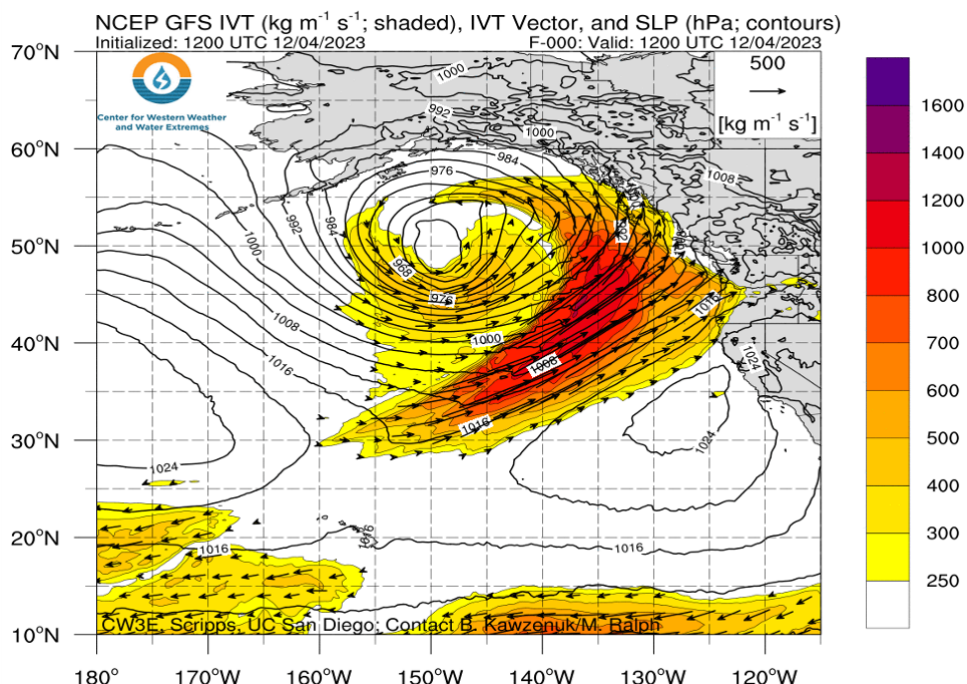 NCEP GFS IVT (kg m⁻¹ s⁻¹; shaded), IVT Vector, and SLP (hPa; contours)
Initialized: 1200 UTC 12/04/2023
F-000: Valid: 1200 UTC 12/04/2023
70°N
60°N
50°N
40°N
30°N
20°N
10°N
Center for Western Weather
and Water Extremes
500
[kg m⁻¹ s⁻¹]
1000
992
1000
984
976
1008
992
984
1000
968
976
1008
1000
1016
1008
1016
1016
1024
1024
1024
1016
1016
1016
CW3E, Scripps, UC San Diego; Contact B. Kawzenuk/M. Ralph
180°
170°W
160°W
150°W
140°W
130°W
120°W
1600
1400
1200
1000
800
700
600
500
400
300
250